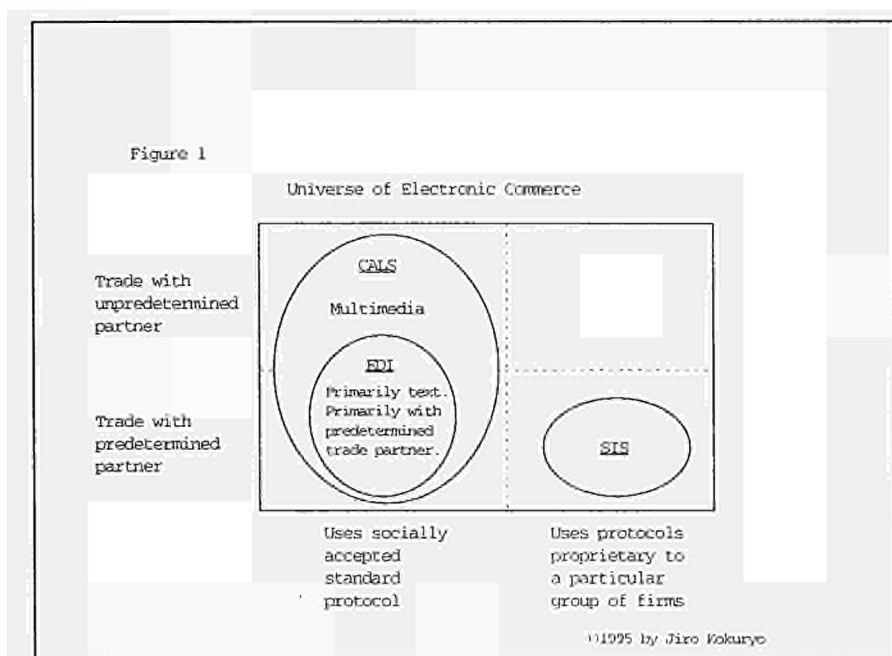 Figure 1
Universe of Electronic Commerce
Trade with
unpredetermined
partner
CALS
Multimedia
EDI
Primarily text.
Primarily with
predetermined
trade partner.
Trade with
predetermined
partner
SIS
Uses socially
accepted
standard
protocol
Uses protocols
proprietary to
a particular
group of firms
©1995 by Jiro Kokuryo